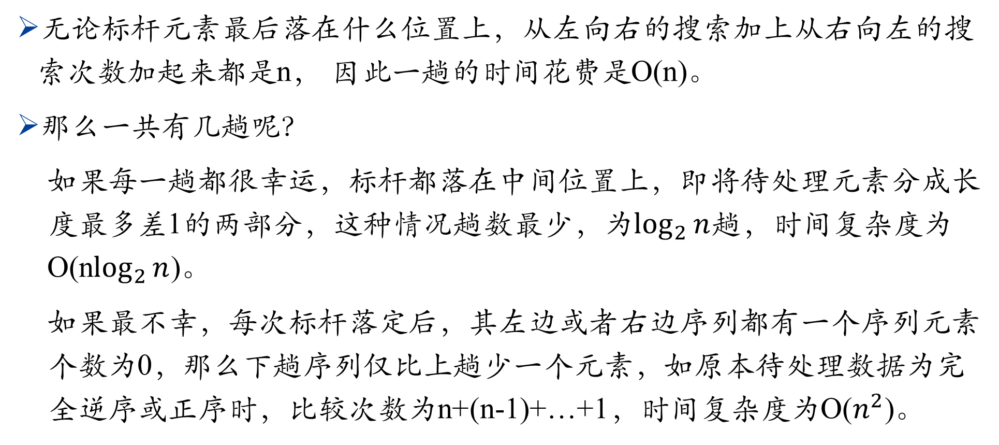 ➢无论标杆元素最后落在什么位置上，从左向右的搜索加上从右向左的搜
索次数加起来都是n， 因此一趟的时间花费是O(n)。
➢那么一共有几趟呢?
如果每一趟都很幸运，标杆都落在中间位置上，即将待处理元素分成长
度最多差1的两部分，这种情况趟数最少，为log₂ n趟，时间复杂度为
O(nlog₂ n)。
如果最不幸，每次标杆落定后，其左边或者右边序列都有一个序列元素
个数为0，那么下趟序列仅比上趟少一个元素，如原本待处理数据为完
全逆序或正序时，比较次数为n+(n-1)+…+1，时间复杂度为O(n²)。